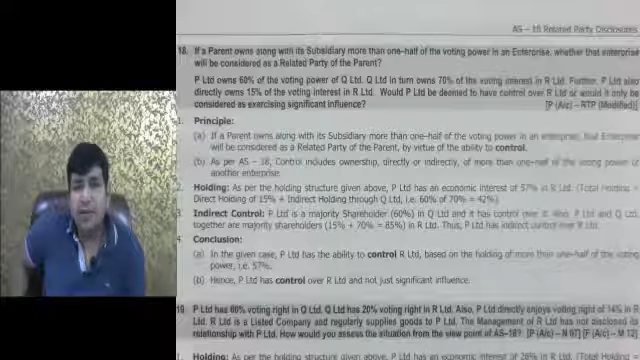 AS - 18 Related Party Disclosures
18. If a Parent owns along with its Subsidiary more than one-half of the voting power in an Enterprise, whether that enterprise
will be considered as a Related Party of the Parent?
P Ltd owns 60% of the voting power of Q Ltd. Q Ltd in turn owns 70% of the voting interest in R Ltd. Further, P Ltd also
directly owns 15% of the voting interest in R Ltd. Would P Ltd be deemed to have control over R Ltd or would it only be
considered as exercising significant influence? [P (A/c) – RTP (Modified)]
1. Principle:
(a) If a Parent owns along with its Subsidiary more than one-half of the voting power in an enterprise, that Enterprise
will be considered as a Related Party of the Parent, by virtue of the ability to control.
(b) As per AS - 18, Control includes ownership, directly or indirectly, of more than one-half of the voting power of
another enterprise.
2. Holding: As per the holding structure given above, P Ltd has an economic interest of 57% in R Ltd. (Total Holding =
Direct Holding of 15% + Indirect Holding through Q Ltd, i.e. 60% of 70% = 42%)
3 Indirect Control: P Ltd is a majority Shareholder (60%) in Q Ltd and it has control over it. Also, P Ltd and Q Ltd,
together are majority shareholders (15% + 70% = 85%) in R Ltd. Thus, P Ltd has indirect control over R Ltd.
4 Conclusion:
(a) In the given case, P Ltd has the ability to control R Ltd, based on the holding of more than one-half of the voting
power, i.e. 57%.
(b) Hence, P Ltd has control over R Ltd and not just significant influence.
19 P Ltd has 60% voting right in Q Ltd. Q Ltd has 20% voting right in R Ltd. Also, P Ltd directly enjoys voting right of 14% in R
Ltd. R Ltd is a Listed Company and regularly supplies goods to P Ltd. The Management of R Ltd has not disclosed its
relationship with P Ltd. How would you assess the situation from the view point of AS-18? [P (A/c) – N 07] [F (A/c) – M 12]
1. Holding: As per the holding structure given above, P Ltd has an economic interest of 26% in R Ltd. (Total Holding =